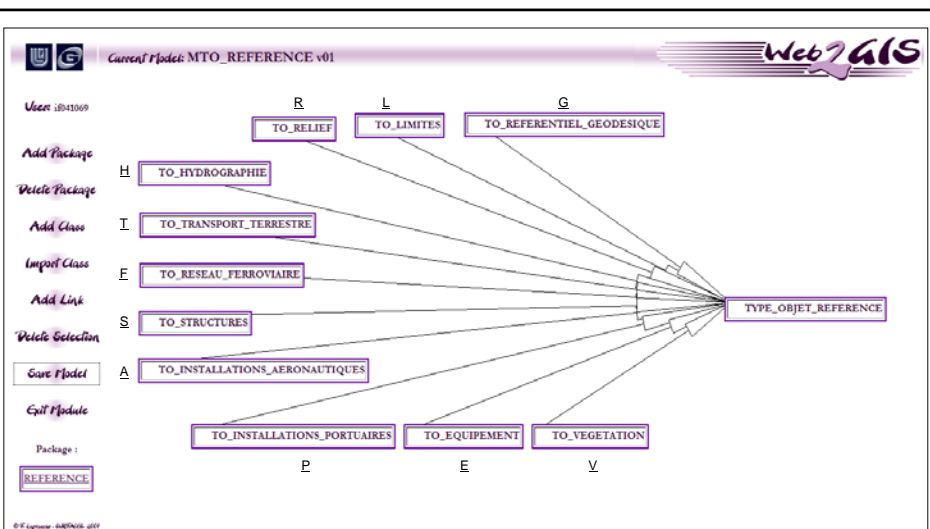 Current Model: MTO_REFERENCE v01
Web2GIS
User: if041069
R
L
G
TO_RELIEF
TO_LIMITES
TO_REFERENTIEL_GEODESIQUE
Add Package
H
TO_HYDROGRAPHIE
Delete Package
T
TO_TRANSPORT_TERRESTRE
Add Class
Import Class
F
TO_RESEAU_FERROVIAIRE
Add Link
TYPE_OBJET_REFERENCE
S
TO_STRUCTURES
Delete Selection
Save Model
A
TO_INSTALLATIONS_AERONAUTIQUES
Exit Module
TO_INSTALLATIONS_PORTUAIRES
TO_EQUIPEMENT
TO_VEGETATION
P
E
V
Package :
REFERENCE